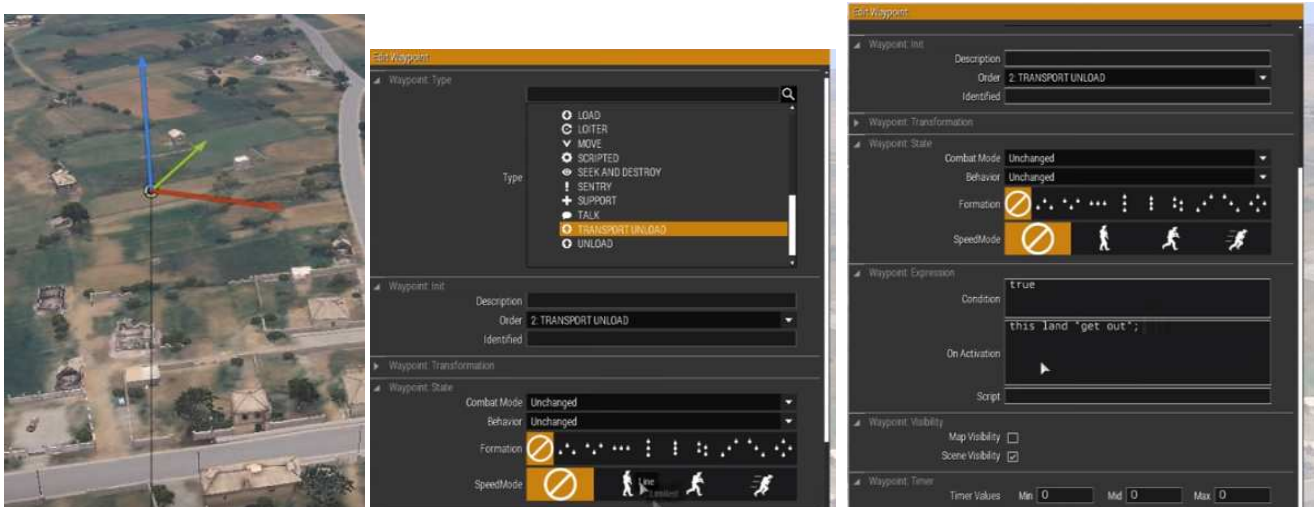 Edit Waypoint
Waypoint: Type
LOAD
LOITER
MOVE
SCRIPTED
SEEK AND DESTROY
SENTRY
SUPPORT
TALK
TRANSPORT UNLOAD
UNLOAD
Type
Waypoint: Init
Description
Order 2: TRANSPORT UNLOAD
Identified
Waypoint: Transformation
Waypoint: State
Combat Mode Unchanged
Behavior Unchanged
Formation
SpeedMode
Line
Limited
Edit Waypoint
Waypoint: Init
Description
Order 2: TRANSPORT UNLOAD
Identified
Waypoint: Transformation
Waypoint: State
Combat Mode Unchanged
Behavior Unchanged
Formation
SpeedMode
Waypoint: Expression
Condition true
On Activation this land "get out";
Script
Waypoint: Visibility
Map Visibility
Scene Visibility
Waypoint: Timer
Timer Values Min 0 Mid 0 Max 0